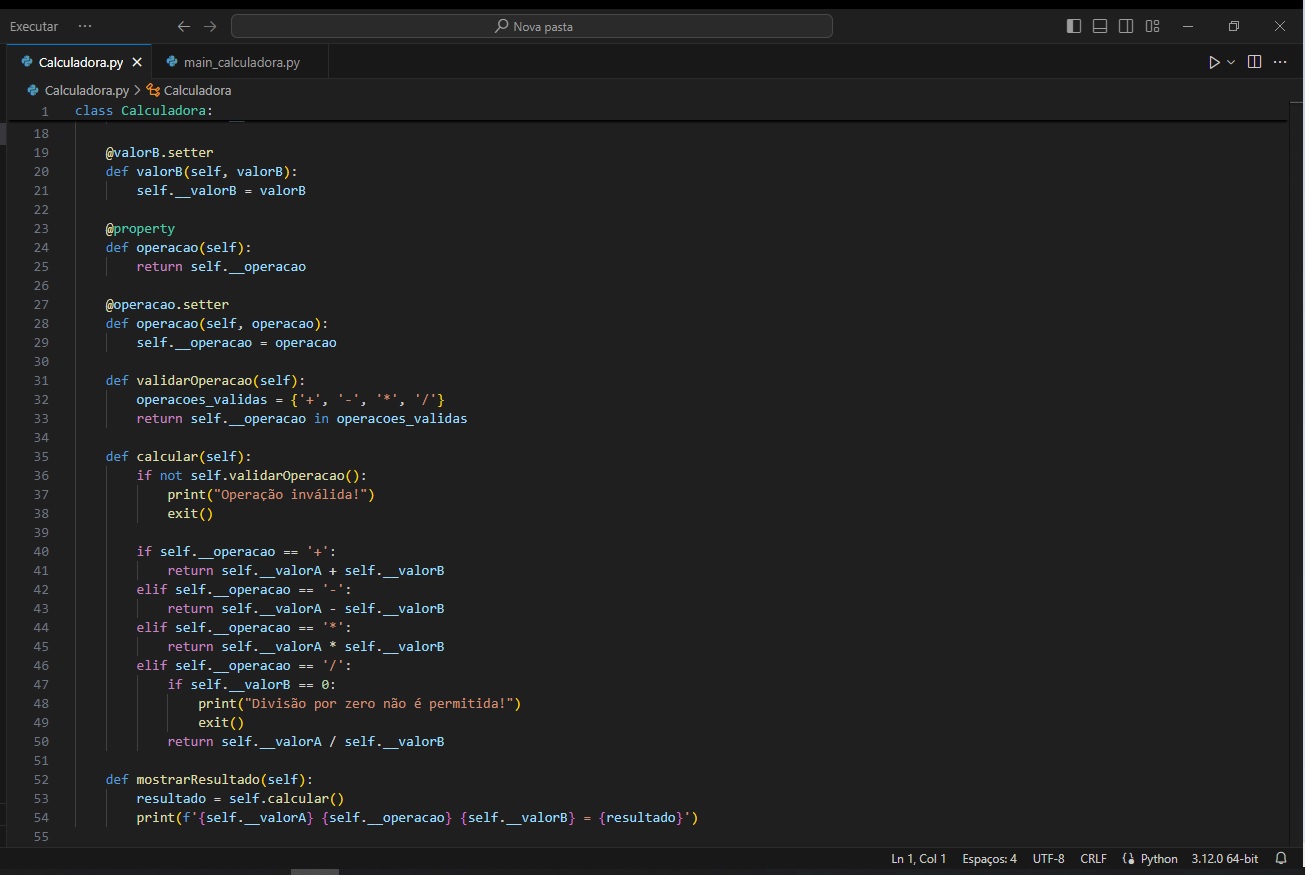 Executar ··· ← → Nova pasta
Calculadora.py × main_calculadora.py
Calculadora.py > Calculadora
1 class Calculadora:
18
19 @valorB.setter
20 def valorB(self, valorB):
21 self.__valorB = valorB
22
23 @property
24 def operacao(self):
25 return self.__operacao
26
27 @operacao.setter
28 def operacao(self, operacao):
29 self.__operacao = operacao
30
31 def validarOperacao(self):
32 operacoes_validas = {'+', '-', '*', '/'}
33 return self.__operacao in operacoes_validas
34
35 def calcular(self):
36 if not self.validarOperacao():
37 print("Operação inválida!")
38 exit()
39
40 if self.__operacao == '+':
41 return self.__valorA + self.__valorB
42 elif self.__operacao == '-':
43 return self.__valorA - self.__valorB
44 elif self.__operacao == '*':
45 return self.__valorA * self.__valorB
46 elif self.__operacao == '/':
47 if self.__valorB == 0:
48 print("Divisão por zero não é permitida!")
49 exit()
50 return self.__valorA / self.__valorB
51
52 def mostrarResultado(self):
53 resultado = self.calcular()
54 print(f'{self.__valorA} {self.__operacao} {self.__valorB} = {resultado}')
55
Ln 1, Col 1 Espaços: 4 UTF-8 CRLF Python 3.12.0 64-bit